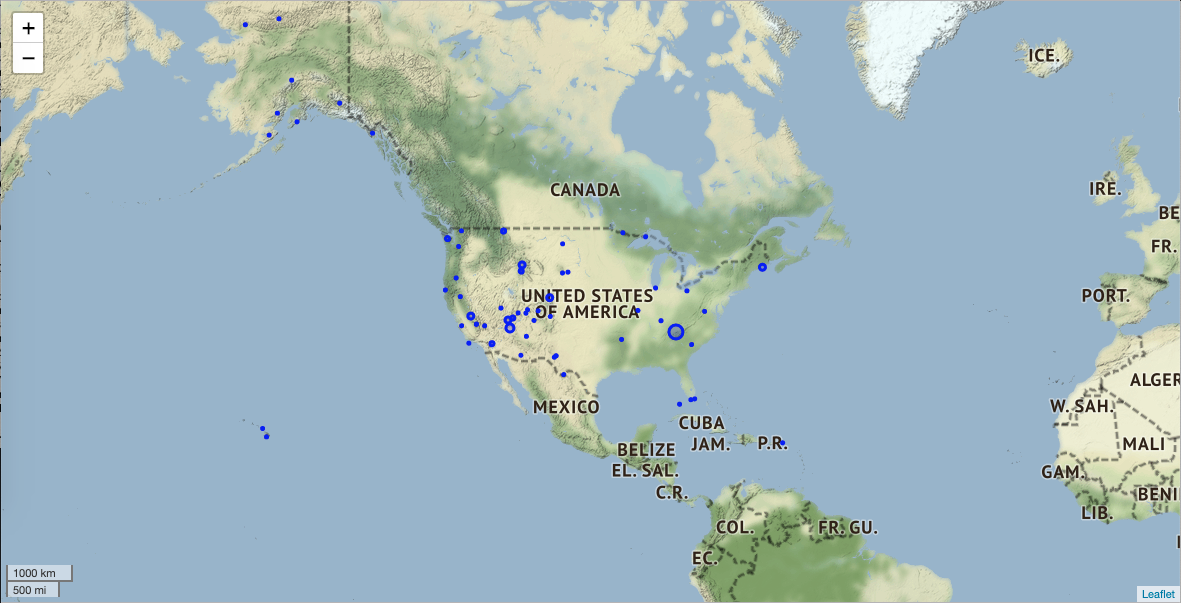 +
−
ICE.
CANADA
IRE.
BE
FR.
UNITED STATES
OF AMERICA
PORT.
ALGER
MEXICO
W. SAH.
CUBA
JAM.
P.R.
MALI
BELIZE
EL. SAL.
GAM.
C.R.
BENI
LIB.
COL.
FR. GU.
EC.
1000 km
500 mi
Leaflet